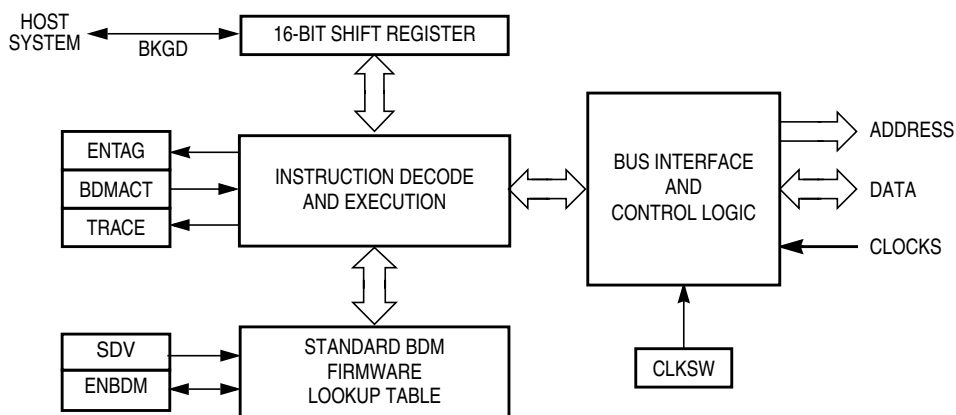 HOST
SYSTEM
BKGD
16-BIT SHIFT REGISTER
ENTAG
BDMACT
TRACE
INSTRUCTION DECODE
AND EXECUTION
BUS INTERFACE
AND
CONTROL LOGIC
ADDRESS
DATA
CLOCKS
SDV
ENBDM
STANDARD BDM
FIRMWARE
LOOKUP TABLE
CLKSW